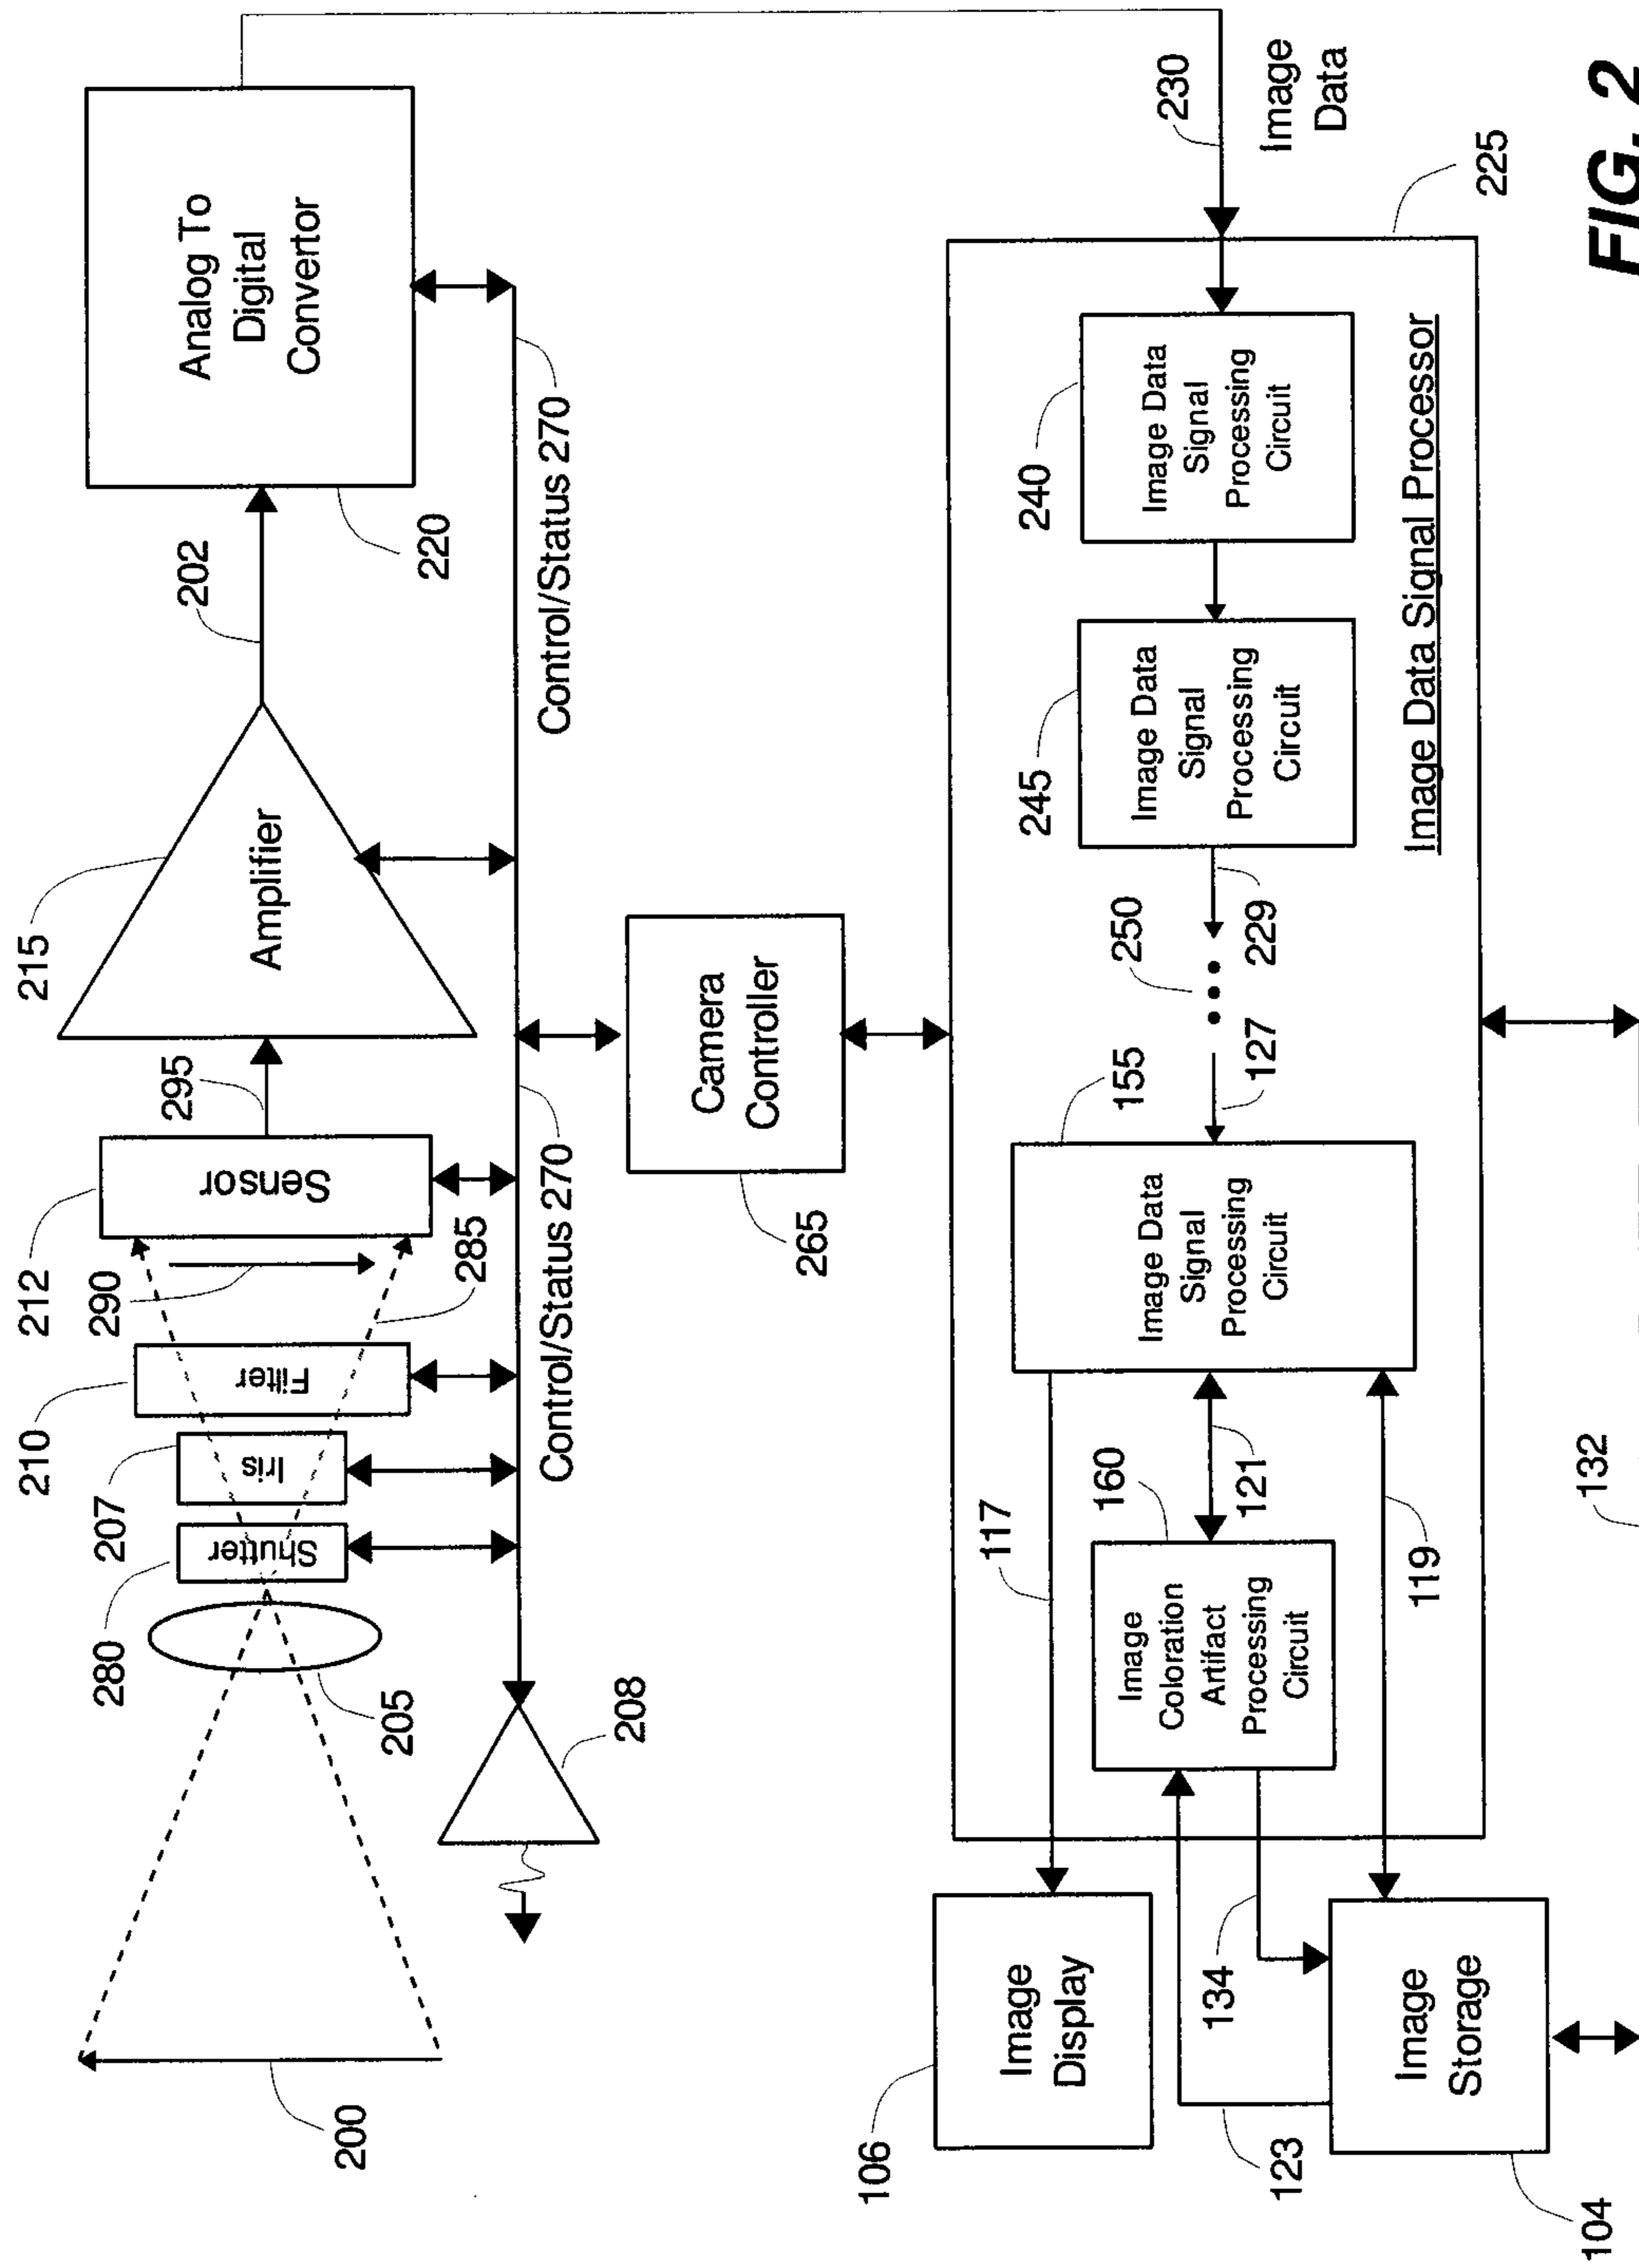 215
212
290
210
207
280
295
202
Shutter
Iris
Filter
Sensor
Amplifier
Analog To
Digital
Convertor
200
205
285
220
208
Control/Status 270
Control/Status 270
265
Camera
Controller
106
Image
Display
117
160
155
250
245
240
230
Image
Coloration
Artifact
Processing
Circuit
Image Data
Signal
Processing
Circuit
Image Data
Signal
Processing
Circuit
Image Data
Signal
Processing
Circuit
123
134
121
127
229
Image
Data
119
Image Data Signal Processor
225
Image
Storage
104
132
FIG. 2